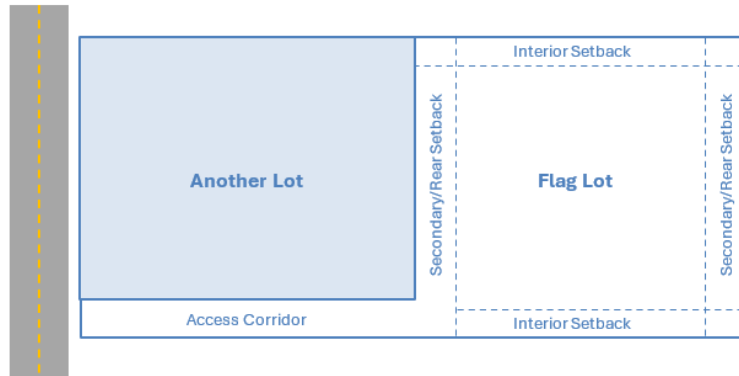 Interior Setback
Another Lot
Secondary/Rear Setback
Flag Lot
Secondary/Rear Setback
Access Corridor
Interior Setback